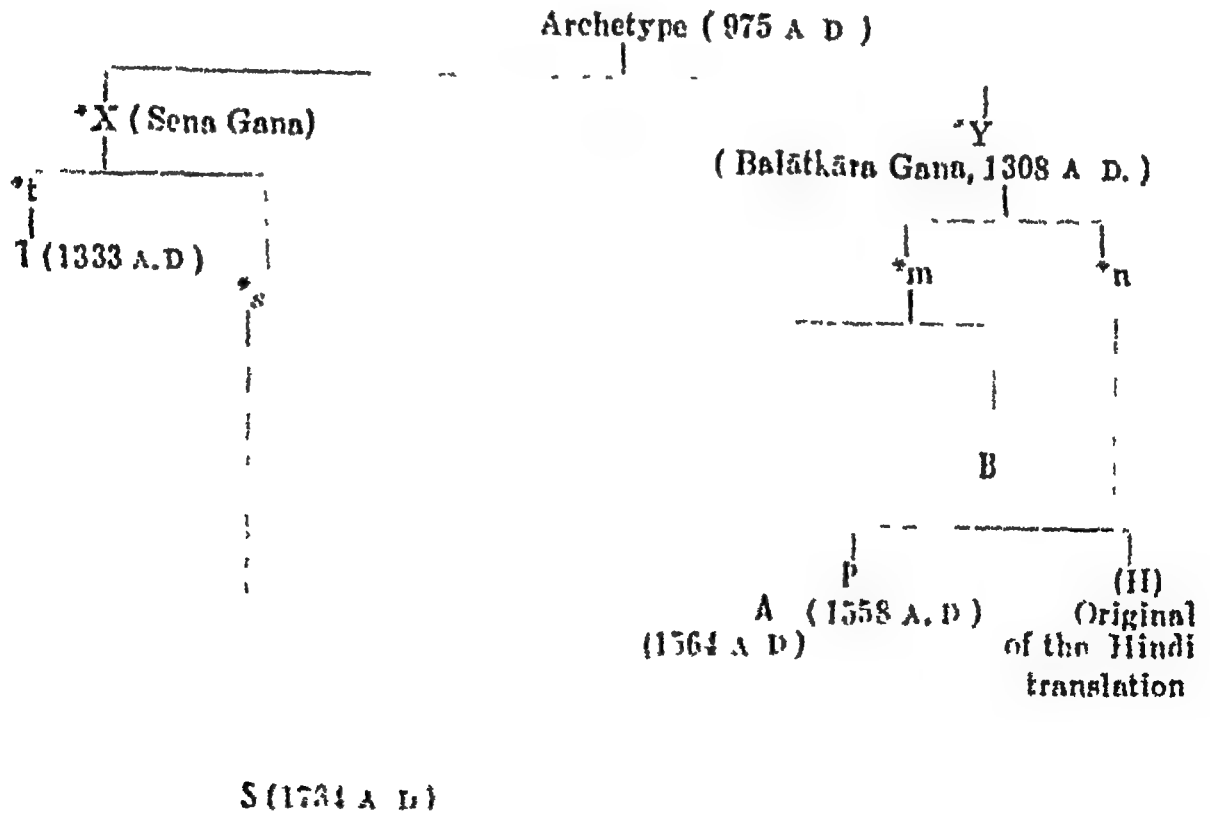 Archetype ( 975 A D )
*X ( Sena Gana)
*Y
( Balātkāra Gana, 1308 A D. )
*t
T (1333 A.D )
*s
*m
*n
B
P
(H)
A ( 1558 A. D )
Original
(1564 A D )
of the Hindi
translation
S (1734 A D )